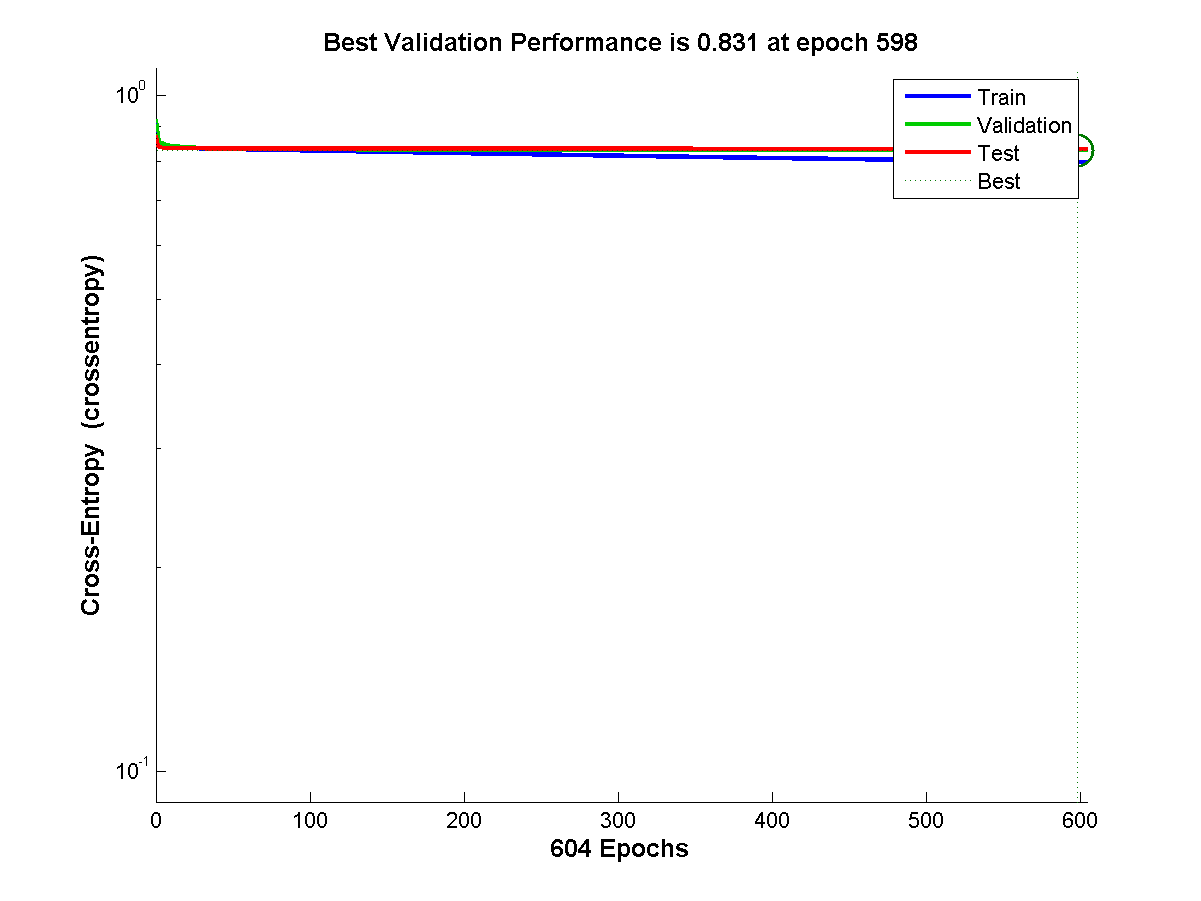 Best Validation Performance is 0.831 at epoch 598
10^0
Train
Validation
Test
Best
Cross-Entropy (crossentropy)
10^-1
0 100 200 300 400 500 600
604 Epochs